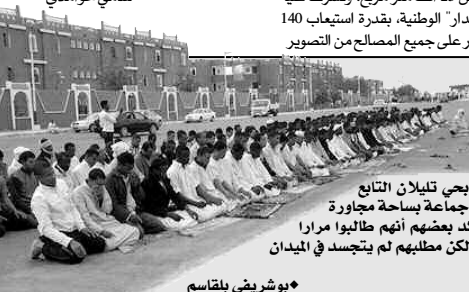 دار" الوطنية، بقدرة استيعاب 140
ر على جميع المصالح من التصوير
بحي تليلان التابع
جماعة بساحة مجاورة
كد بعضهم أنهم طالبوا مرارا
لكن مطلبهم لم يتجسد في الميدان
◆بوشريفي بلقاسم